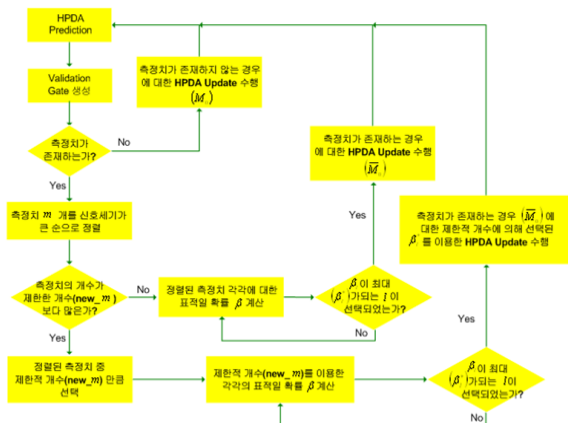 HPDA
Prediction
Validation
Gate 생성
측정치가
존재하는가?
No
측정치가 존재하지 않는 경우
에 대한 HPDA Update 수행
Yes
측정치 m 개를 신호세기가
큰 순으로 정렬
측정치의 개수가
제한한 개수(new_m)
보다 많은가?
No
정렬된 측정치 각각에 대한
표적일 확률 β 계산
β 이 최대
(β)가되는 l 이
선택되었는가?
No
Yes
측정치가 존재하는 경우
에 대한 HPDA Update 수행
Yes
정렬된 측정치 중
제한적 개수(new_m) 만큼
선택
제한적 개수(new_m)를 이용한
각각의 표적일 확률 β 계산
β 이 최대
(β)가되는 l이
선택되었는가?
No
Yes
측정치가 존재하는 경우 에
대한 제한적 개수에 의해 선택된
β 를 이용한 HPDA Update 수행